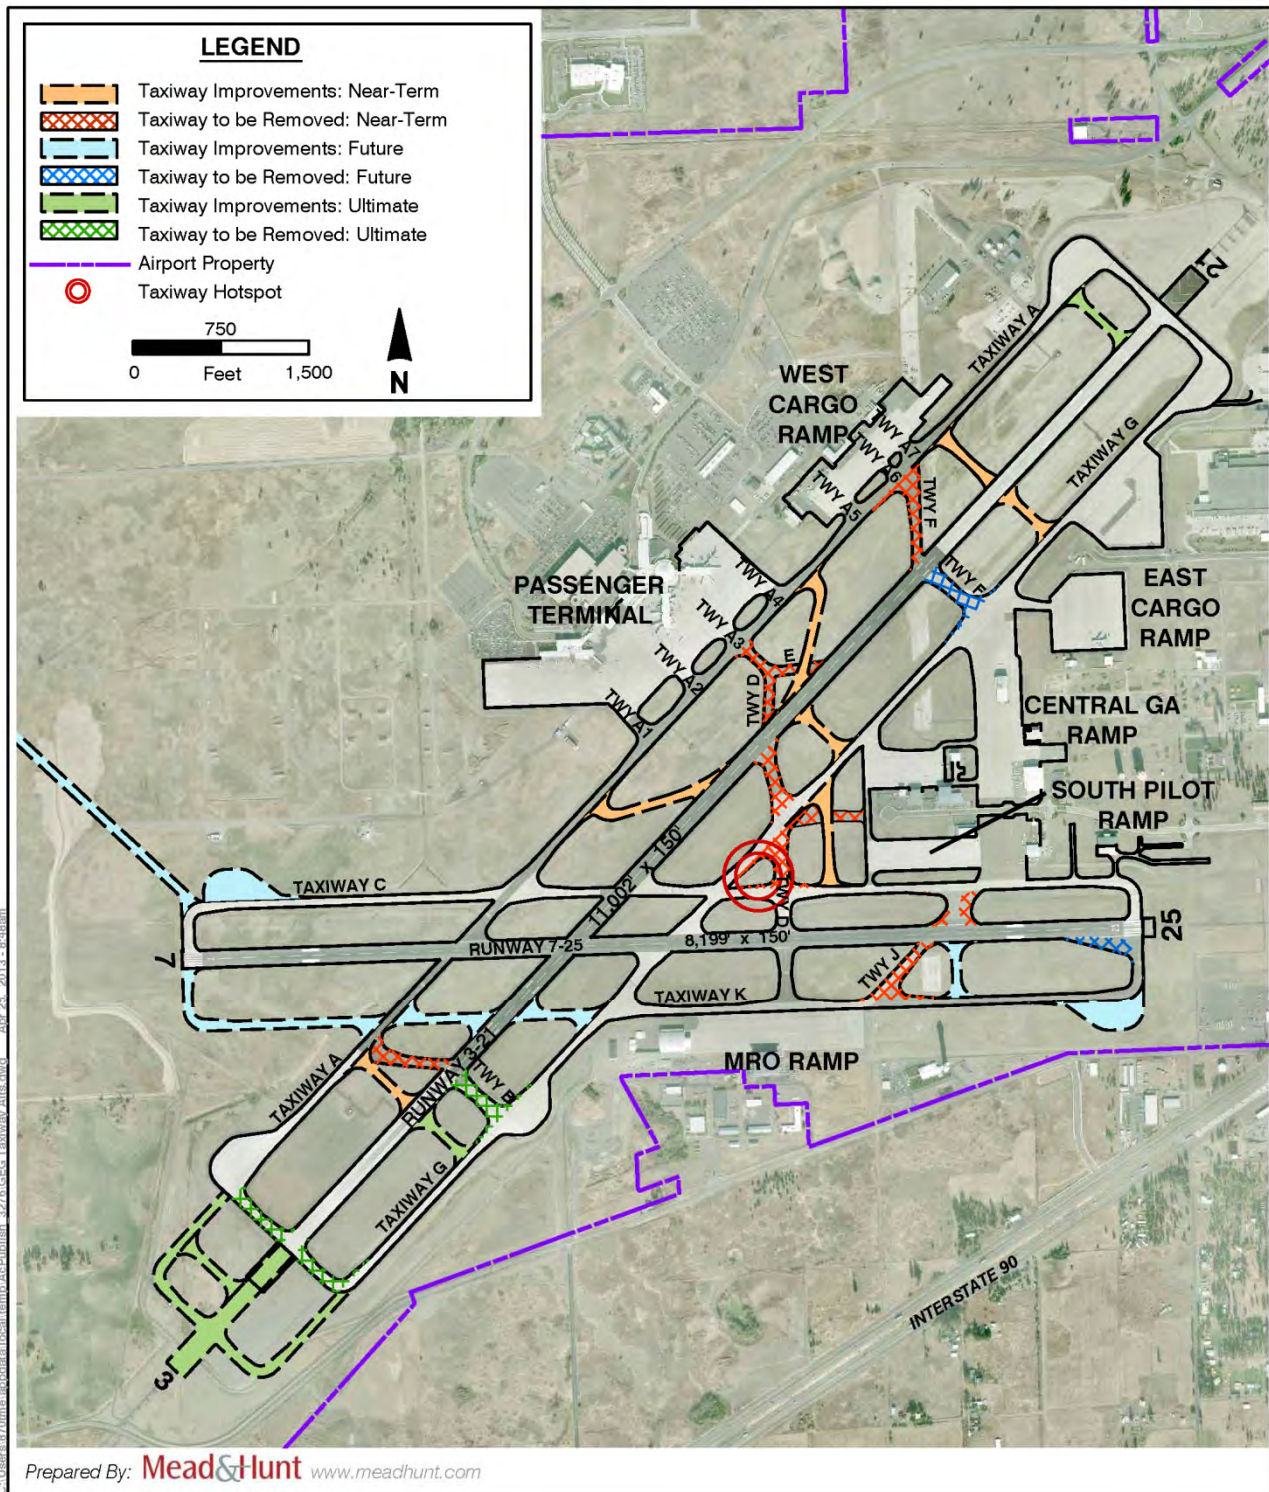 LEGEND
Taxiway Improvements: Near-Term
Taxiway to be Removed: Near-Term
Taxiway Improvements: Future
Taxiway to be Removed: Future
Taxiway Improvements: Ultimate
Taxiway to be Removed: Ultimate
Airport Property
Taxiway Hotspot
750
0 Feet 1,500
N
21
TAXIWAY A
WEST
CARGO
RAMP
TWY A7
TWY A6
TWY A5
TWY F
TAXIWAY G
PASSENGER
TERMINAL
TWY A4
TWY A3
TWY A2
TWY A1
TWY F
EAST
CARGO
RAMP
E
TWY D
CENTRAL GA
RAMP
SOUTH PILOT
RAMP
11,002' x 150'
TAXIWAY C
TWY D
7
RUNWAY 7-25
8,199' x 150'
25
TWY J
TAXIWAY K
TAXIWAY A
RUNWAY 3-21
TWY B
MRO RAMP
TAXIWAY G
INTERSTATE 90
3
Prepared By: Mead&Hunt www.meadhunt.com